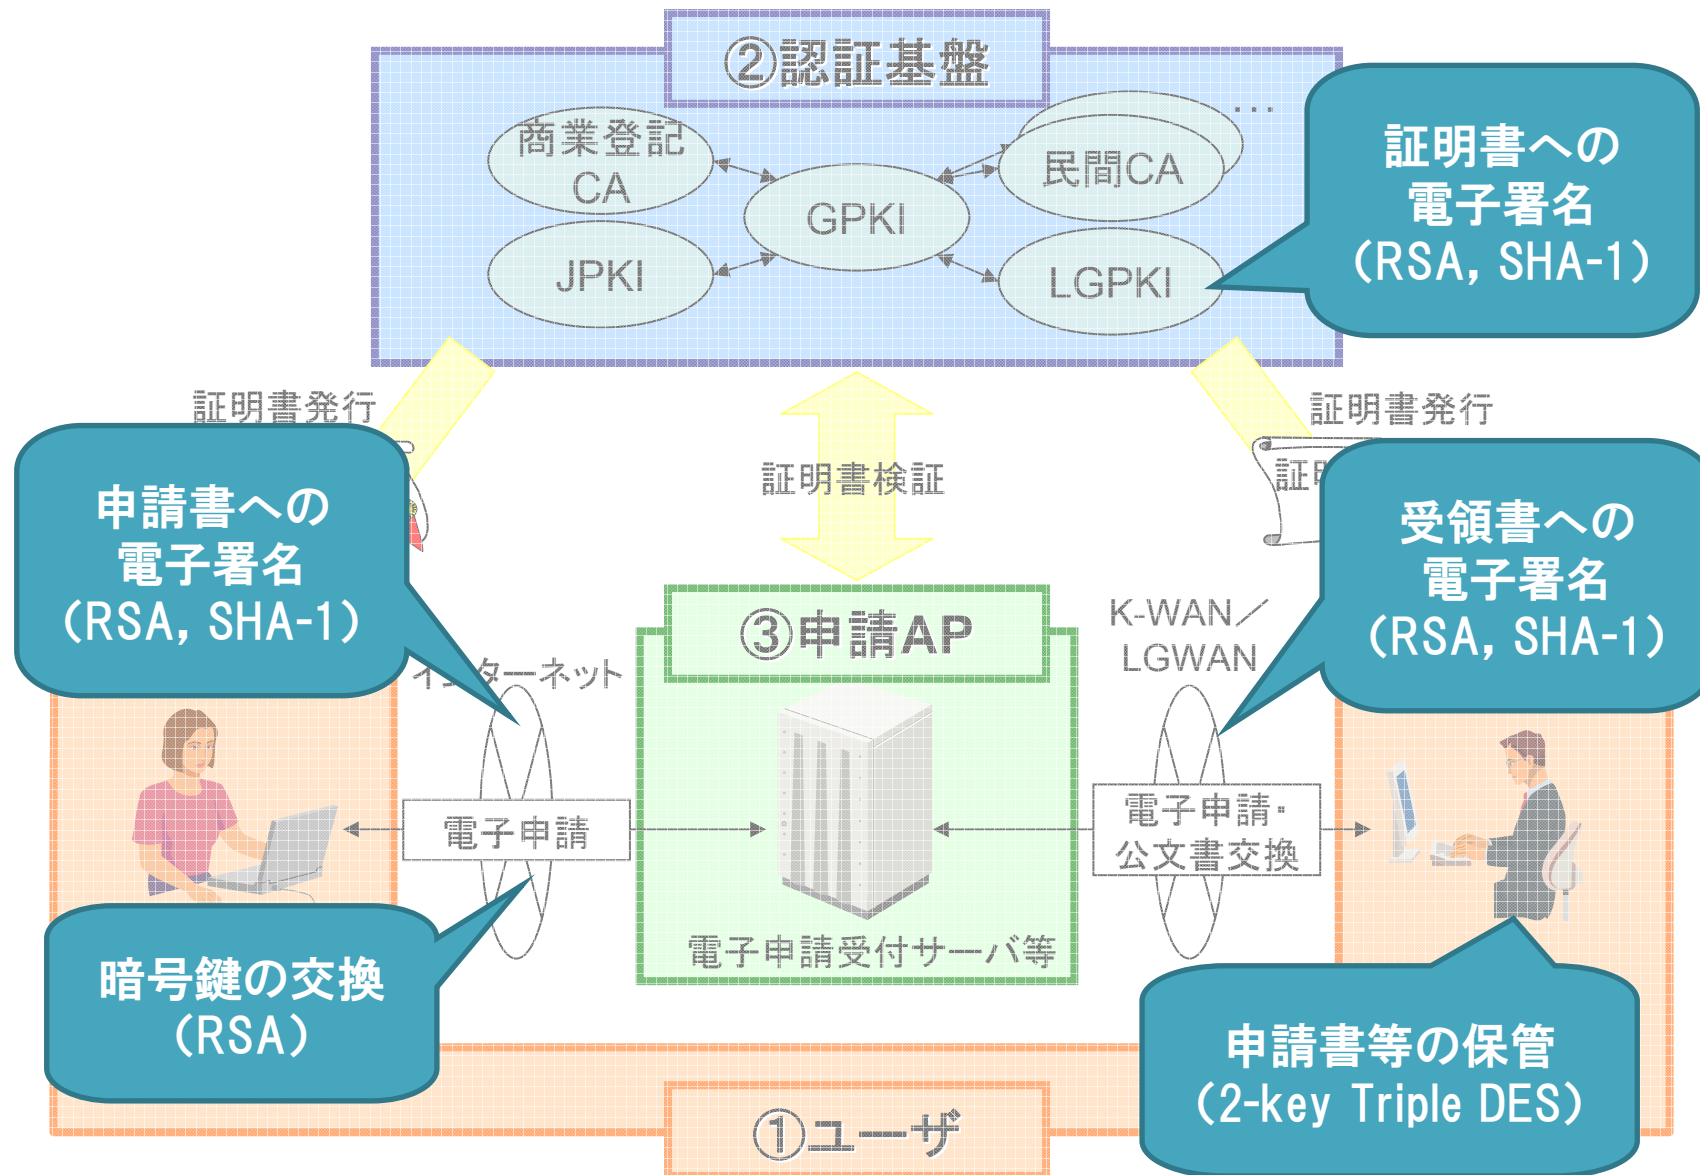 ②認証基盤
商業登記
CA
GPKI
民間CA
…
JPKI
LGPKI
証明書への
電子署名
（RSA, SHA-1）
証明書発行
証明書検証
証明書発行
申請書への
電子署名
（RSA, SHA-1）
受領書への
電子署名
（RSA, SHA-1）
③申請AP
インターネット
K-WAN／
LGWAN
電子申請
電子申請・
公文書交換
電子申請受付サーバ等
暗号鍵の交換
（RSA）
申請書等の保管
（2-key Triple DES）
①ユーザ